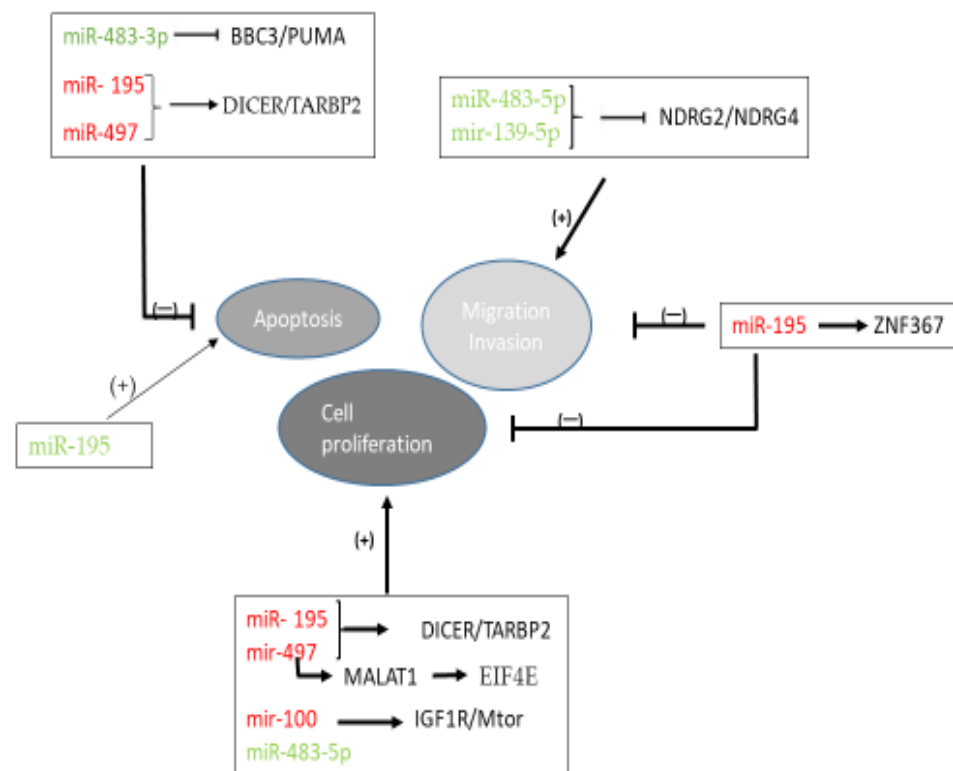 miR-483-3p BBC3/PUMA
miR- 195
DICER/TARBP2
miR-497
miR-483-5p
mir-139-5p
NDRG2/NDRG4
(+)
Apoptosis
(—)
Migration
Invasion
(—)
miR-195 ZNF367
(+)
miR-195
Cell
proliferation
(—)
(+)
miR- 195
mir-497
DICER/TARBP2
MALAT1 EIF4E
mir-100 IGF1R/Mtor
miR-483-5p